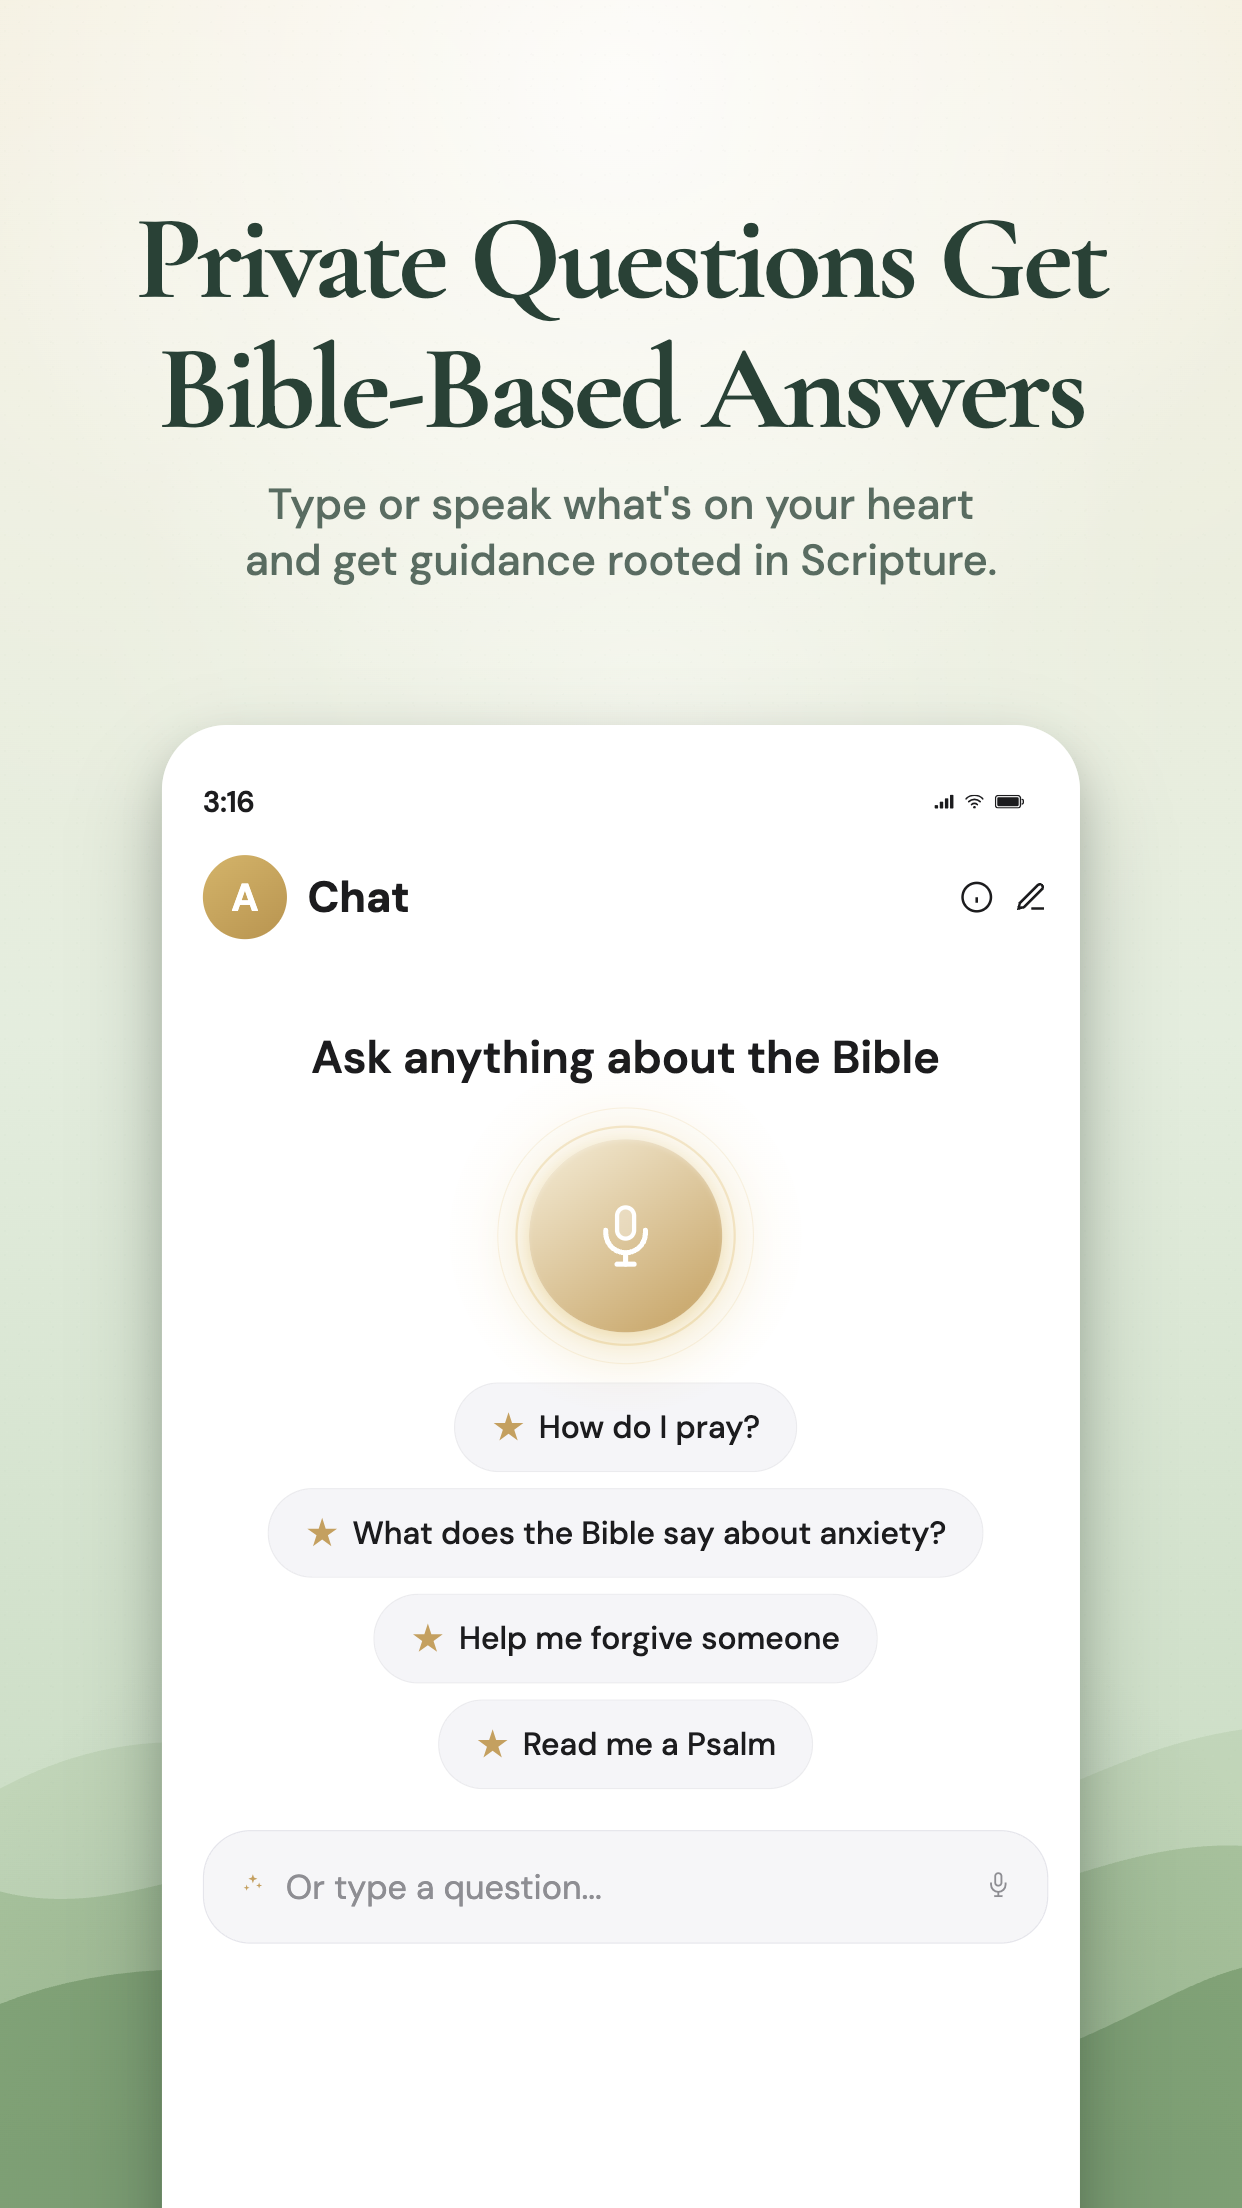 Private Questions Get
Bible-Based Answers
Type or speak what's on your heart
and get guidance rooted in Scripture.
3:16
A Chat
Ask anything about the Bible
How do I pray?
What does the Bible say about anxiety?
Help me forgive someone
Read me a Psalm
Or type a question...